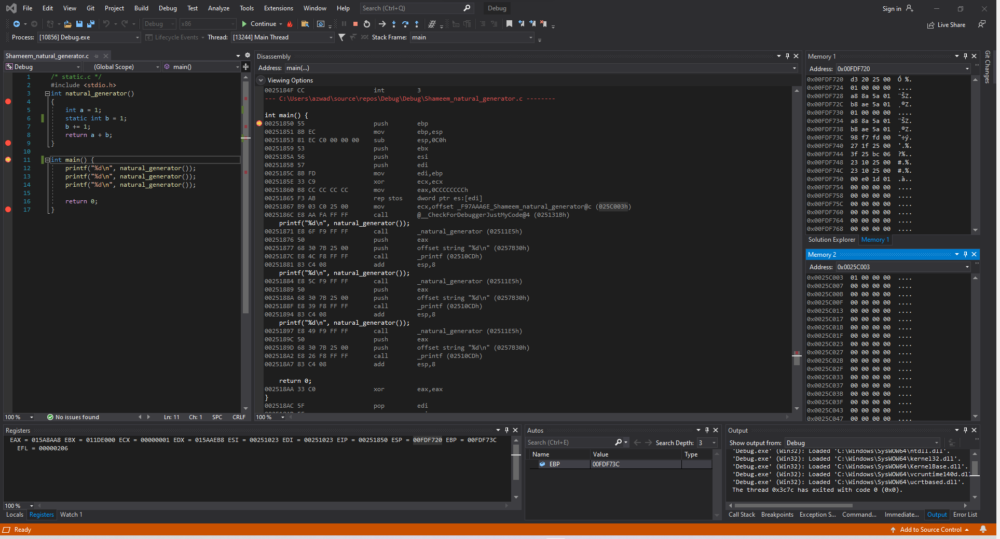 File Edit View Git Project Build Debug Test Analyze Tools Extensions Window Help Search (Ctrl+Q) Debug Sign in
Debug x86 Continue Live Share
Process: [10856] Debug.exe Lifecycle Events Thread: [13244] Main Thread Stack Frame: main
Shameem_natural_generator.c
Debug (Global Scope) main()
1 /* static.c */
2 #include <stdio.h>
3 int natural_generator()
4 {
5 int a = 1;
6 static int b = 1;
7 b += 1;
8 return a + b;
9 }
10
11 int main() {
12 printf("%d\n", natural_generator());
13 printf("%d\n", natural_generator());
14 printf("%d\n", natural_generator());
15
16 return 0;
17 }
100 % No issues found Ln: 11 Ch: 1 SPC CRLF
Disassembly
Address: main(...)
Viewing Options
0025184F CC int 3
--- C:\Users\azwad\source\repos\Debug\Debug\Shameem_natural_generator.c --------
int main() {
00251850 55 push ebp
00251851 8B EC mov ebp,esp
00251853 81 EC C0 00 00 00 sub esp,0C0h
00251859 53 push ebx
0025185A 56 push esi
0025185B 57 push edi
0025185C 8B FD mov edi,ebp
0025185E 33 C9 xor ecx,ecx
00251860 B8 CC CC CC CC mov eax,0CCCCCCCCh
00251865 F3 AB rep stos dword ptr es:[edi]
00251867 B9 03 C0 25 00 mov ecx,offset _F97AAA6E_Shameem_natural_generator@c (025C003h)
0025186C E8 AA FA FF FF call @__CheckForDebuggerJustMyCode@4 (025131Bh)
printf("%d\n", natural_generator());
00251871 E8 6F F9 FF FF call _natural_generator (02511E5h)
00251876 50 push eax
00251877 68 30 7B 25 00 push offset string "%d\n" (0257B30h)
0025187C E8 4C F8 FF FF call _printf (02510CDh)
00251881 83 C4 08 add esp,8
printf("%d\n", natural_generator());
00251884 E8 5C F9 FF FF call _natural_generator (02511E5h)
00251889 50 push eax
0025188A 68 30 7B 25 00 push offset string "%d\n" (0257B30h)
0025188F E8 39 F8 FF FF call _printf (02510CDh)
00251894 83 C4 08 add esp,8
printf("%d\n", natural_generator());
00251897 E8 49 F9 FF FF call _natural_generator (02511E5h)
0025189C 50 push eax
0025189D 68 30 7B 25 00 push offset string "%d\n" (0257B30h)
002518A2 E8 26 F8 FF FF call _printf (02510CDh)
002518A7 83 C4 08 add esp,8
return 0;
002518AA 33 C0 xor eax,eax
}
002518AC 5F pop edi
100 %
Memory 1
Address: 0x00FDF720
0x00FDF720 d3 20 25 00 Ó %.
0x00FDF724 01 00 00 00 ....
0x00FDF728 a8 8a 5a 01 ¨ŠZ.
0x00FDF72C b8 ae 5a 01 ¸®Z.
0x00FDF730 01 00 00 00 ....
0x00FDF734 a8 8a 5a 01 ¨ŠZ.
0x00FDF738 b8 ae 5a 01 ¸®Z.
0x00FDF73C 98 f7 fd 00 ˜÷ý.
0x00FDF740 27 1f 25 00 '.%.
0x00FDF744 3f 25 bc 06 ?%..
0x00FDF748 23 10 25 00 #.%.
0x00FDF74C 23 10 25 00 #.%.
0x00FDF750 00 e0 1d 01 .à..
0x00FDF754 00 00 00 00 ....
0x00FDF758 00 00 00 00 ....
0x00FDF75C 00 00 00 00 ....
0x00FDF760 00 00 00 00 ....
0x00FDF764 00 00 00 00 ....
0x00FDF768 00 00 00 00 ....
Solution Explorer Memory 1
Git Changes
Memory 2
Address: 0x0025C003
0x0025C003 01 00 00 00 ....
0x0025C007 00 00 00 00 ....
0x0025C00B 00 00 00 00 ....
0x0025C00F 00 00 00 00 ....
0x0025C013 00 00 00 00 ....
0x0025C017 00 00 00 00 ....
0x0025C01B 00 00 00 00 ....
0x0025C01F 00 00 00 00 ....
0x0025C023 00 00 00 00 ....
0x0025C027 00 00 00 00 ....
0x0025C02B 00 00 00 00 ....
0x0025C02F 00 00 00 00 ....
0x0025C033 00 00 00 00 ....
0x0025C037 00 00 00 00 ....
0x0025C03B 00 00 00 00 ....
0x0025C03F 00 00 00 00 ....
0x0025C043 00 00 00 00 ....
0x0025C047 00 00 00 00 ....
Registers
EAX = 015A8AA8 EBX = 011DE000 ECX = 00000001 EDX = 015AAEB8 ESI = 00251023 EDI = 00251023 EIP = 00251850 ESP = 00FDF720 EBP = 00FDF73C
EFL = 00000206
100 %
Locals Registers Watch 1
Autos
Search (Ctrl+E) Search Depth: 3
Name Value Type
EBP 00FDF73C
Output
Show output from: Debug
'Debug.exe' (Win32): Loaded 'C:\Windows\SysWOW64\ntdll.dll'.
'Debug.exe' (Win32): Loaded 'C:\Windows\SysWOW64\kernel32.dll'.
'Debug.exe' (Win32): Loaded 'C:\Windows\SysWOW64\KernelBase.dll'.
'Debug.exe' (Win32): Loaded 'C:\Windows\SysWOW64\vcruntime140d.dll
'Debug.exe' (Win32): Loaded 'C:\Windows\SysWOW64\ucrtbased.dll'.
The thread 0x3c7c has exited with code 0 (0x0).
Call Stack Breakpoints Exception S... Command... Immediate... Output Error List
Ready Add to Source Control